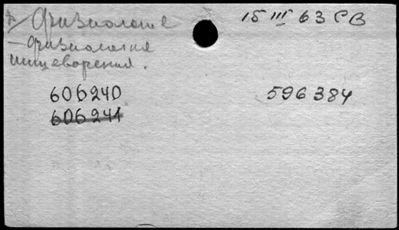 Физиология 15 III 63 СВ
– физиология
пищеварения.
606240 596384
606241